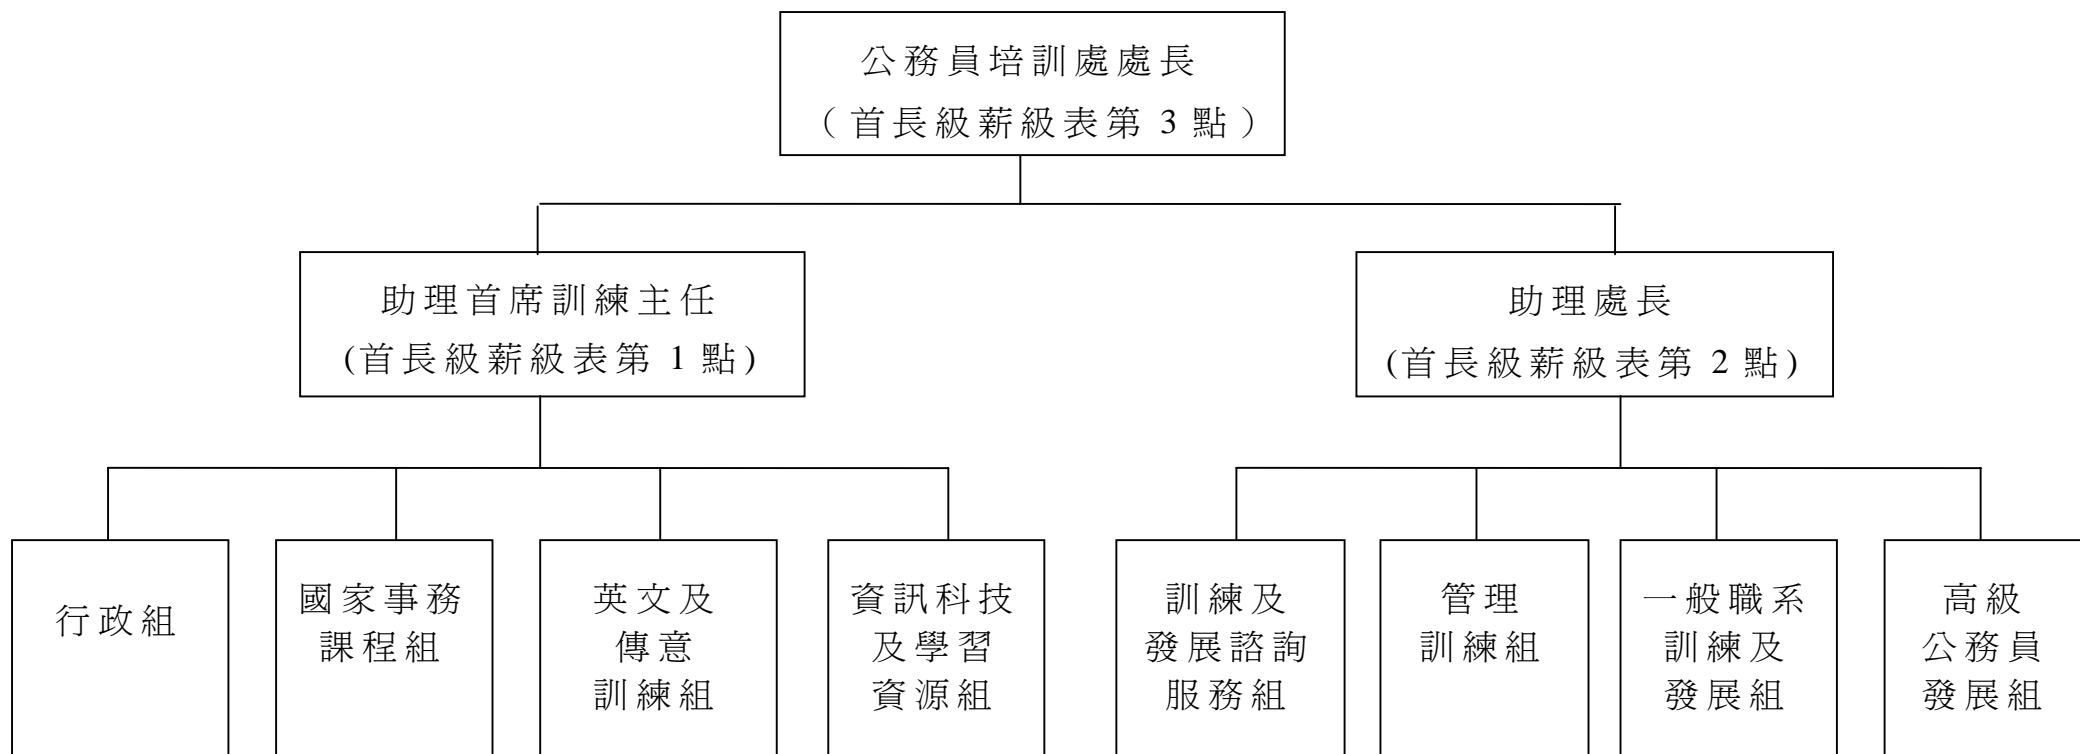 公務員培訓處處長
（首長級薪級表第 3 點）
助理首席訓練主任
(首長級薪級表第 1 點)
助理處長
(首長級薪級表第 2 點)
行政組
國家事務
課程組
英文及
傳意
訓練組
資訊科技
及學習
資源組
訓練及
發展諮詢
服務組
管理
訓練組
一般職系
訓練及
發展組
高級
公務員
發展組